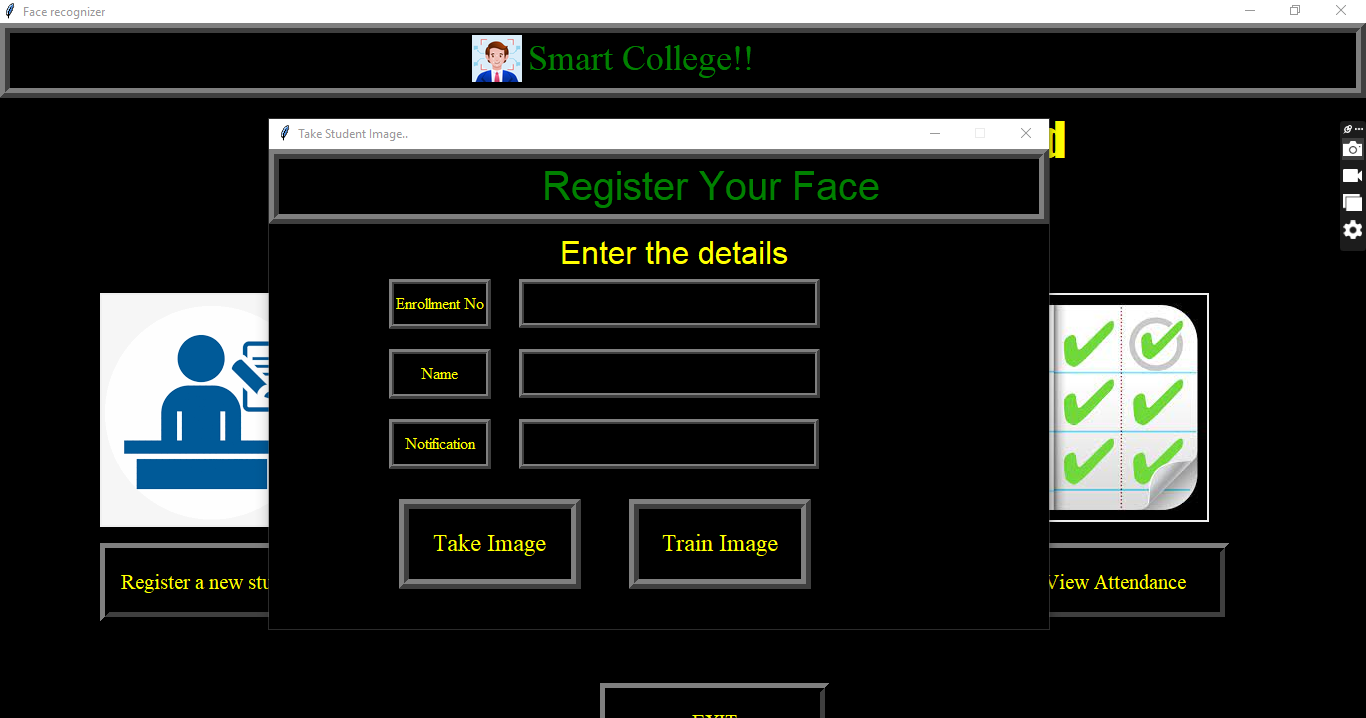 Face recognizer
Smart College!!
Take Student Image..
Register Your Face
Enter the details
Enrollment No
Name
Notification
Take Image
Train Image
Register a new
View Attendance
EXIT